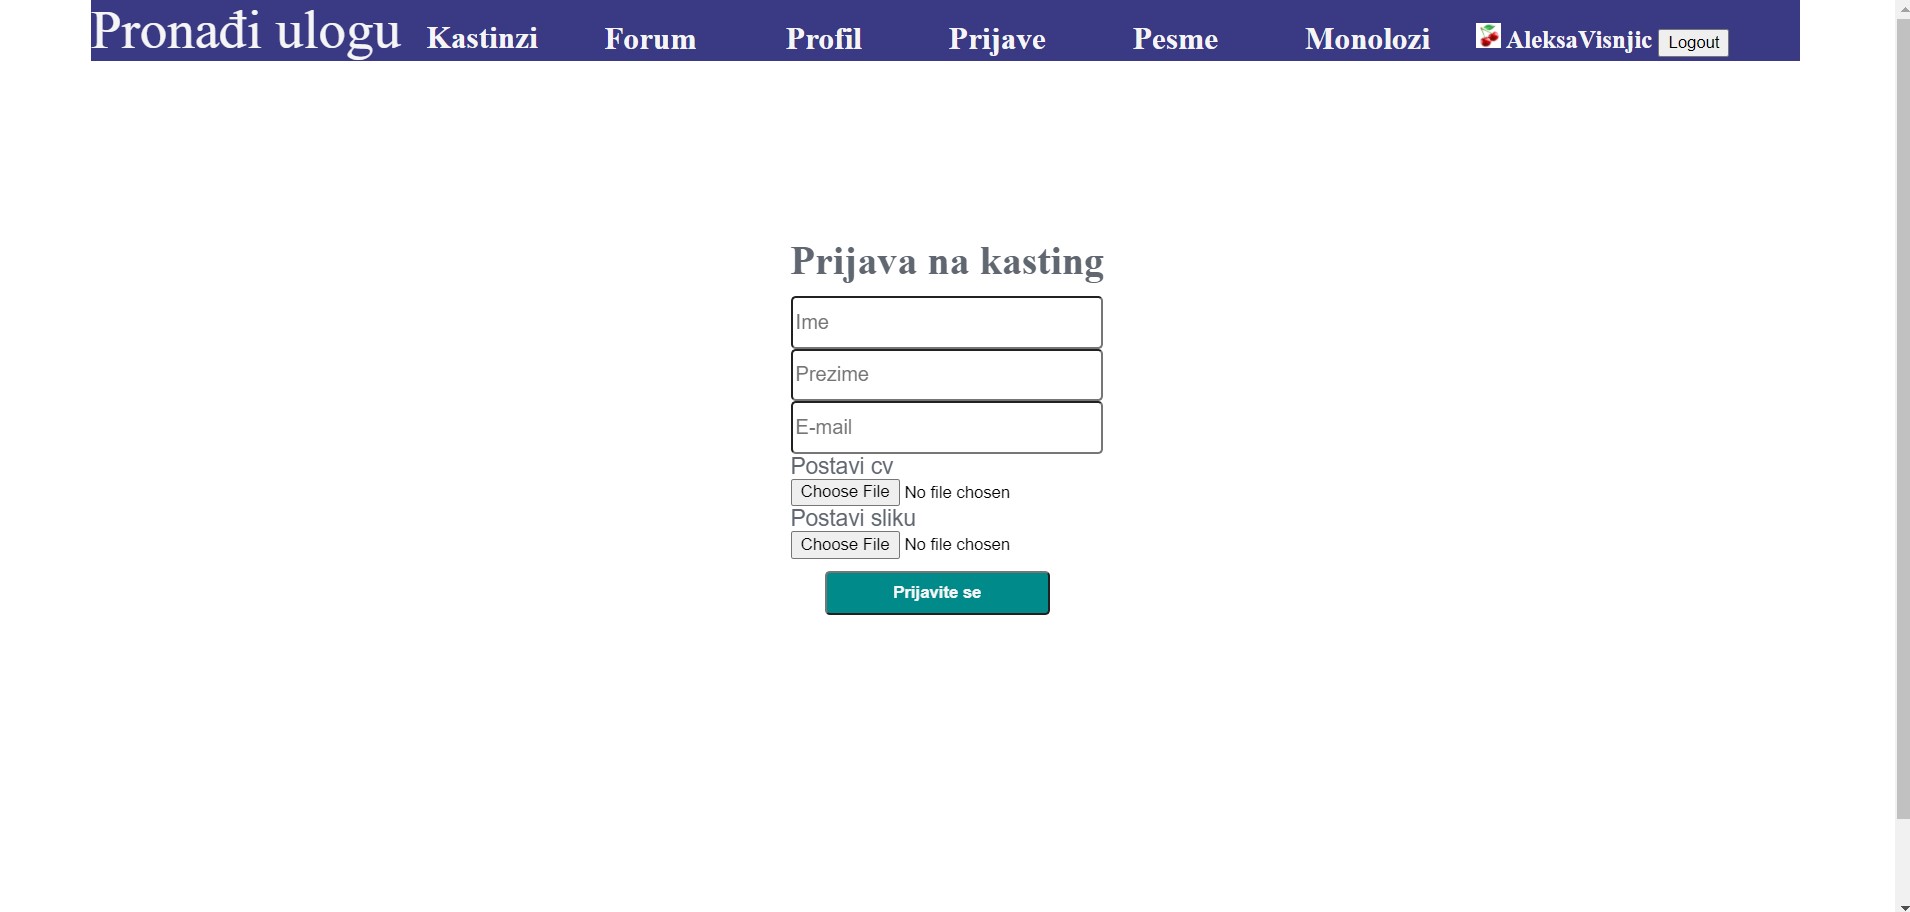 Pronađi ulogu Kastinzi Forum Profil Prijave Pesme Monolozi AleksaVisnjic Logout
Prijava na kasting
Ime
Prezime
E-mail
Postavi cv
Choose File No file chosen
Postavi sliku
Choose File No file chosen
Prijavite se